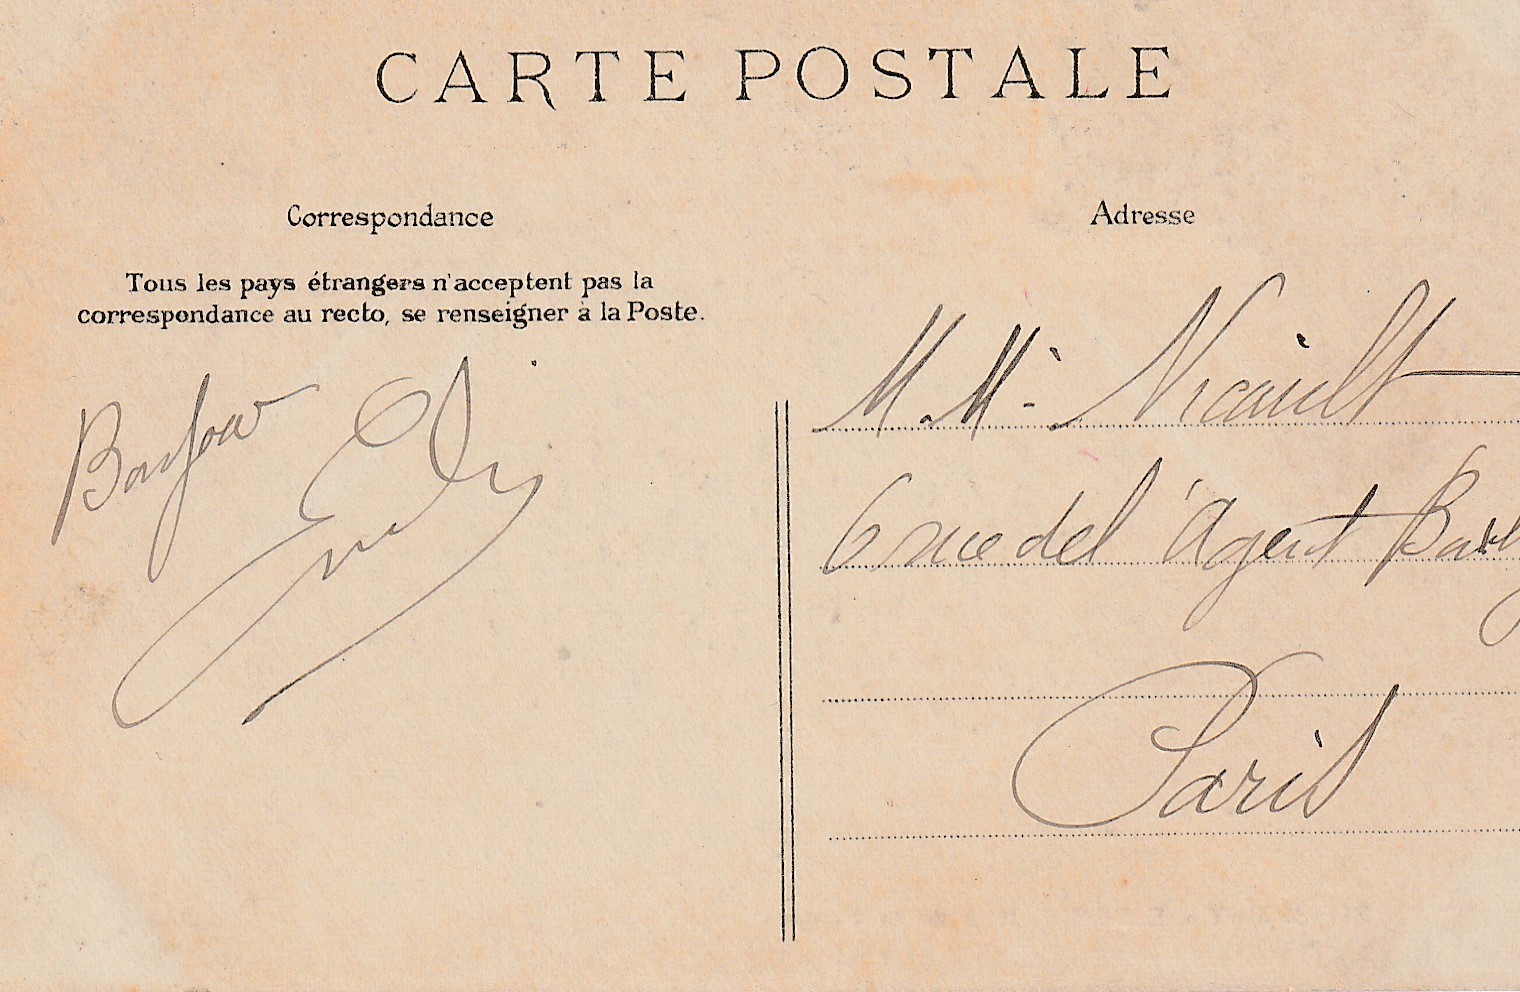 CARTE POSTALE
Correspondance
Tous les pays étrangers n'acceptent pas la
correspondance au recto, se renseigner à la Poste.
Bonjour
Adresse
M. M. Nicault
6 rue de l'Agent Bailly
Paris